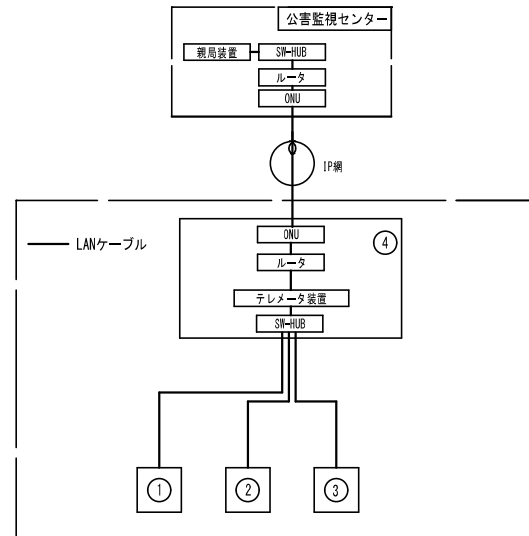 公害監視センター
親局装置
SW-HUB
ルータ
ONU
IP網
LANケーブル
ONU
④
ルータ
テレメータ装置
SW-HUB
①
②
③